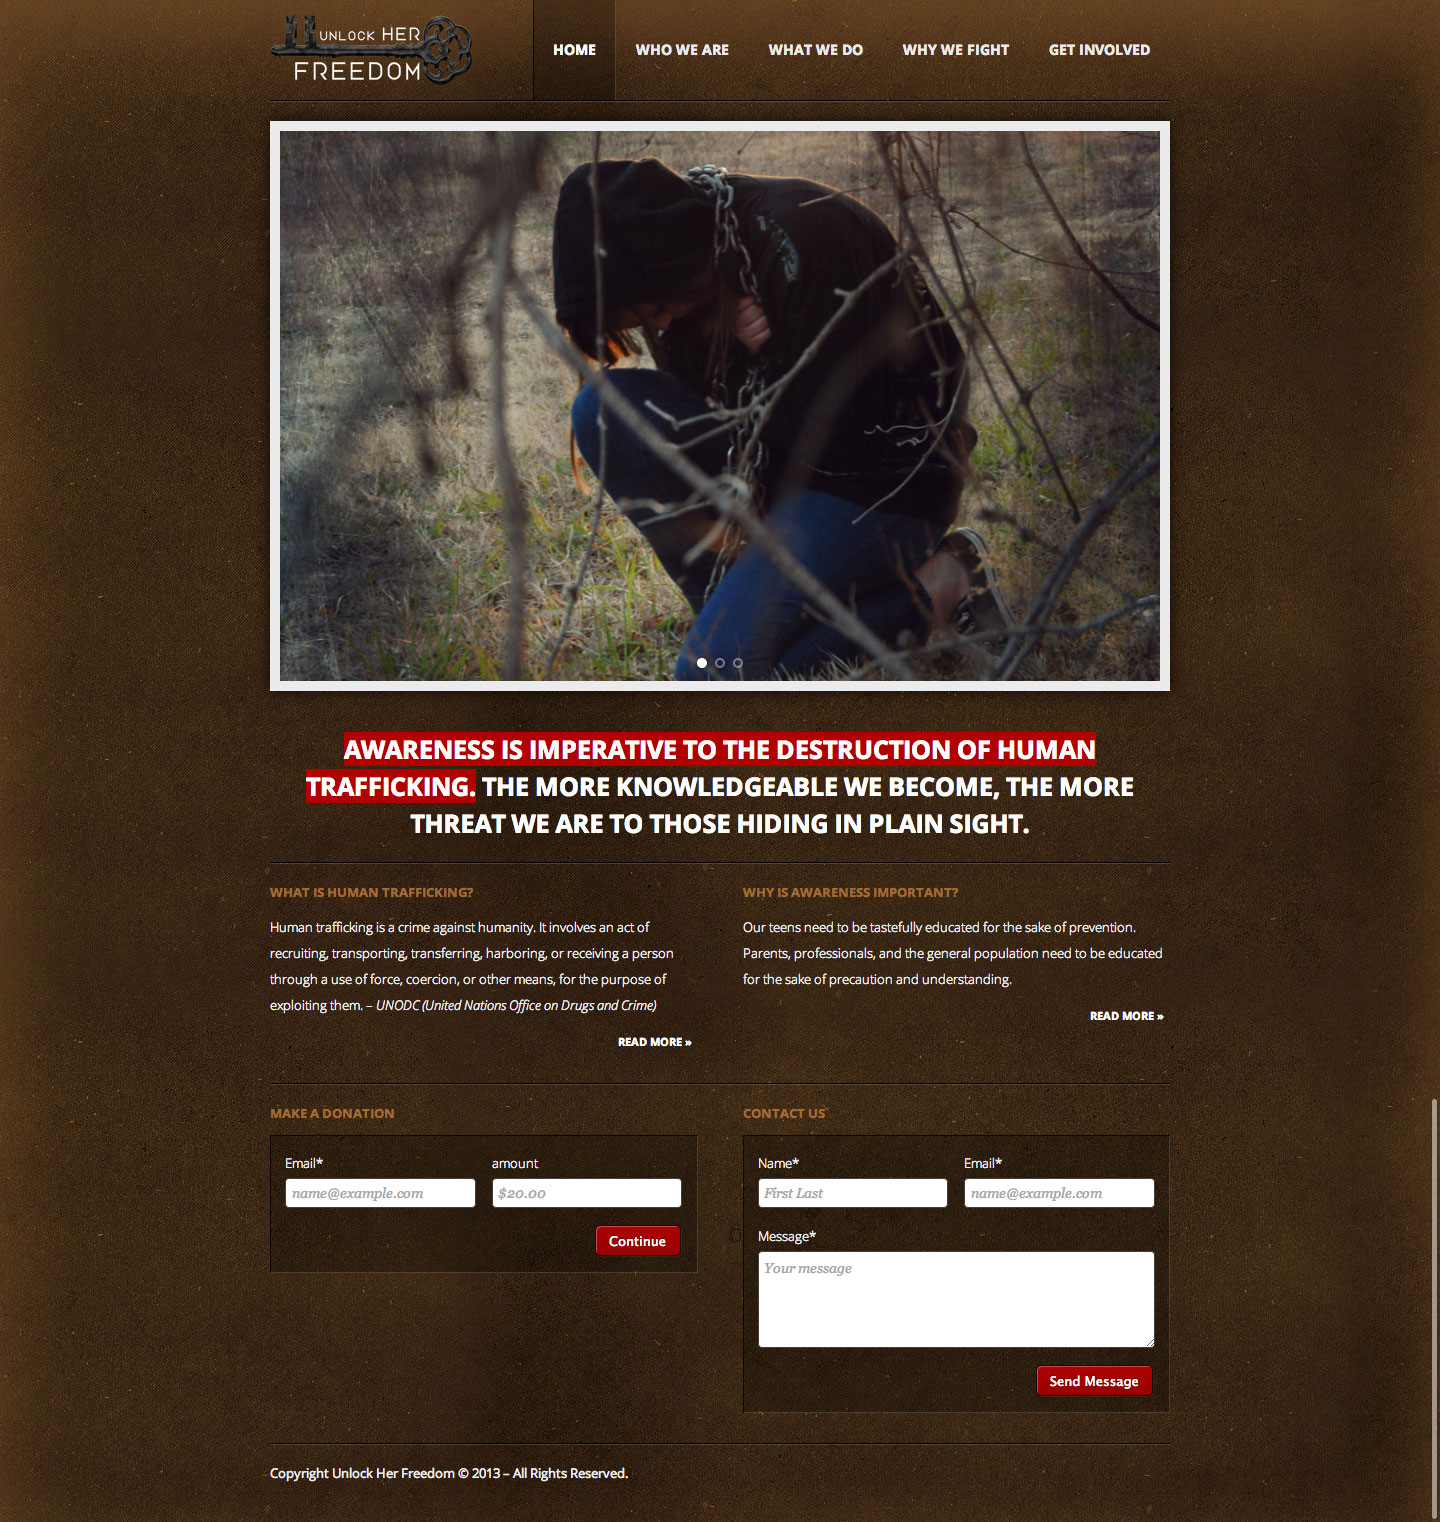 UNLOCK HER
FREEDOM
HOME
WHO WE ARE
WHAT WE DO
WHY WE FIGHT
GET INVOLVED
AWARENESS IS IMPERATIVE TO THE DESTRUCTION OF HUMAN
TRAFFICKING. THE MORE KNOWLEDGEABLE WE BECOME, THE MORE
THREAT WE ARE TO THOSE HIDING IN PLAIN SIGHT.
WHAT IS HUMAN TRAFFICKING?
Human trafficking is a crime against humanity. It involves an act of
recruiting, transporting, transferring, harboring, or receiving a person
through a use of force, coercion, or other means, for the purpose of
exploiting them. – UNODC (United Nations Office on Drugs and Crime)
READ MORE »
WHY IS AWARENESS IMPORTANT?
Our teens need to be tastefully educated for the sake of prevention.
Parents, professionals, and the general population need to be educated
for the sake of precaution and understanding.
READ MORE »
MAKE A DONATION
Email*
amount
name@example.com
$20.00
Continue
CONTACT US
Name*
Email*
First Last
name@example.com
Message*
Your message
Send Message
Copyright Unlock Her Freedom © 2013 – All Rights Reserved.